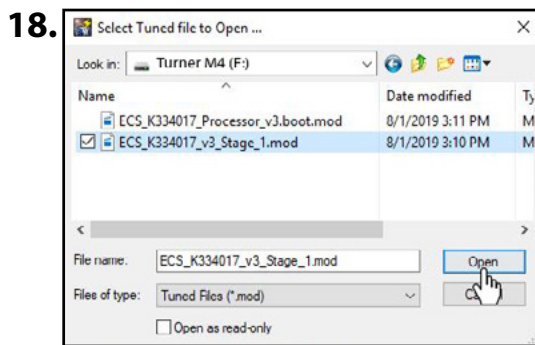 18.
Select Tuned file to Open ...
Look in: Turner M4 (F:)
Name Date modified Ty
ECS_K334017_Processor_v3.boot.mod 8/1/2019 3:11 PM M
ECS_K334017_v3_Stage_1.mod 8/1/2019 3:10 PM M
File name: ECS_K334017_v3_Stage_1.mod Open
Files of type: Tuned Files (*.mod)
Open as read-only